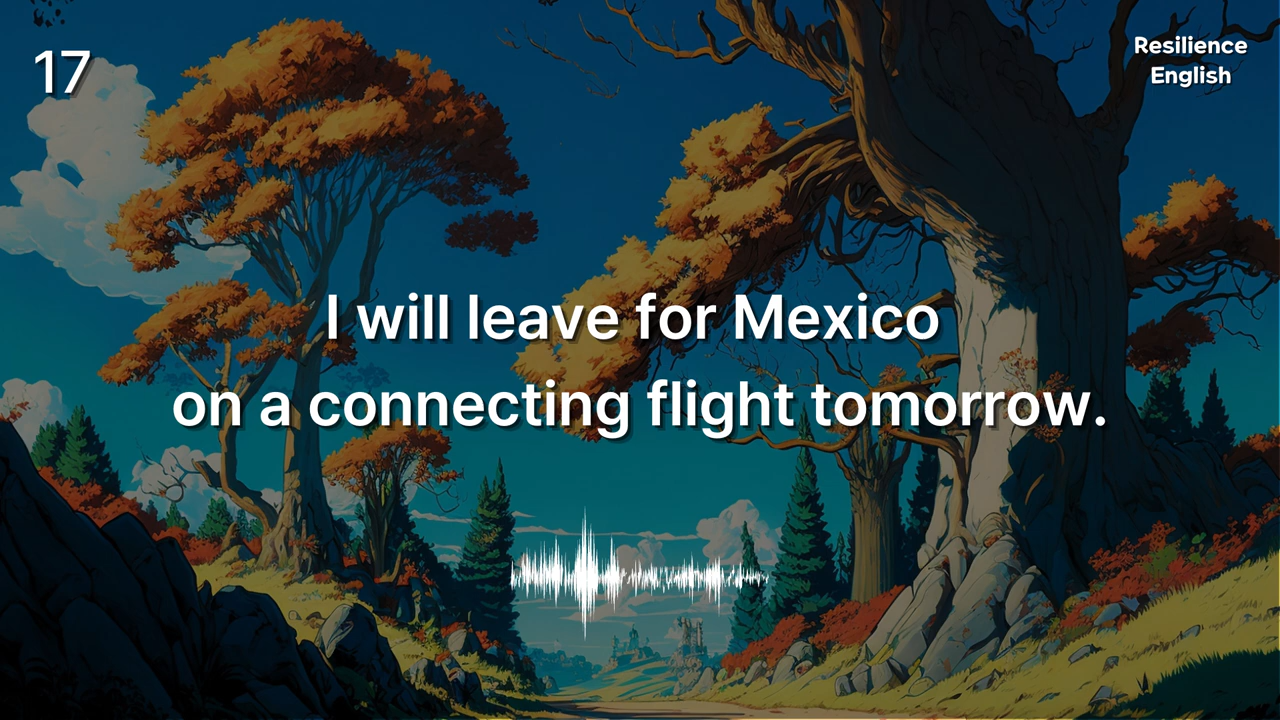 17
Resilience
English
I will leave for Mexico
on a connecting flight tomorrow.